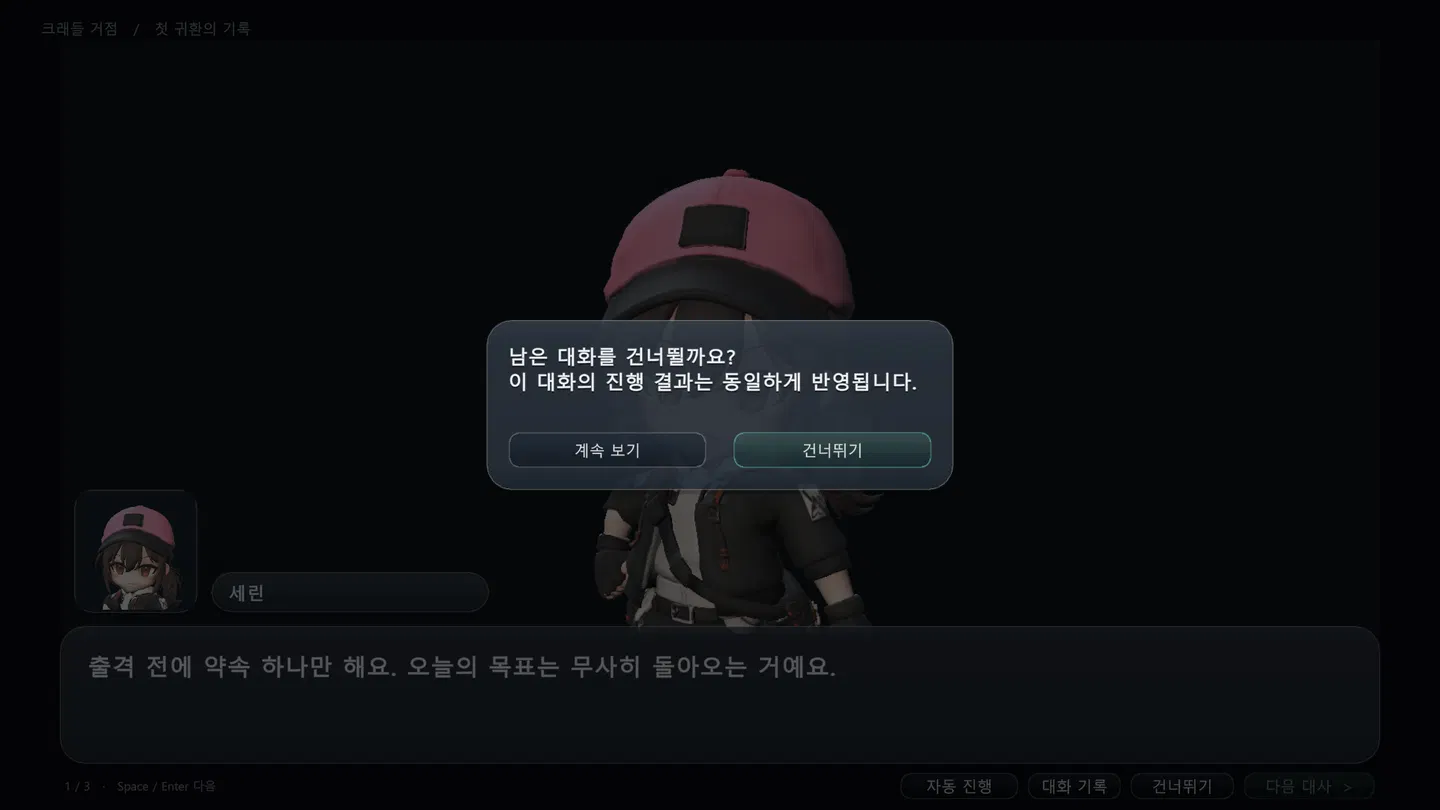 크래들 거점 / 첫 귀환의 기록
남은 대화를 건너뛸까요?
이 대화의 진행 결과는 동일하게 반영됩니다.
계속 보기
건너뛰기
세린
출격 전에 약속 하나만 해요. 오늘의 목표는 무사히 돌아오는 거예요.
1 / 3 · Space / Enter 다음
자동 진행
대화 기록
건너뛰기
다음 대사 >